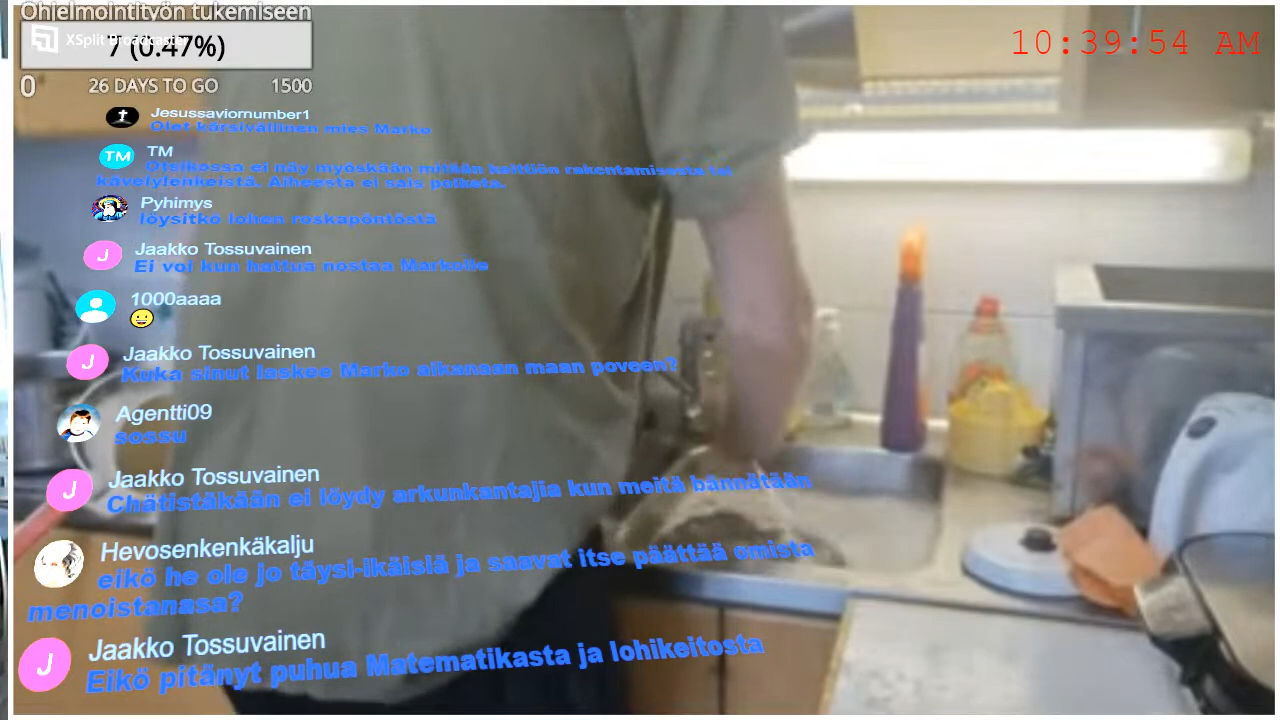 Ohjelmointityön tukemiseen
XSplit Broadcaster
7 (0.47%)
0 26 DAYS TO GO 1500
10:39:54 AM
Jesussaviornumber1
Olet kärsivällinen mies Marko
TM
Otsikossa ei näy myöskään mitään keittiön rakentamisesta tai
kävelylenkeistä. Aiheesta ei sais poiketa.
Pyhimys
löysitkö lohen roskapöntöstä
Jaakko Tossuvainen
Ei voi kun hattua nostaa Markolle
1000aaaa
Jaakko Tossuvainen
Kuka sinut laskee Marko aikanaan maan poveen?
Agentti09
sossu
Jaakko Tossuvainen
Chätistäkään ei löydy arkunkantajia kun meitä bännätään
Hevosenkenkäkalju
eikö he ole jo täysi-ikäisiä ja saavat itse päättää omista
menoistanasa?
Jaakko Tossuvainen
Eikö pitänyt puhua Matematikasta ja lohikeitosta